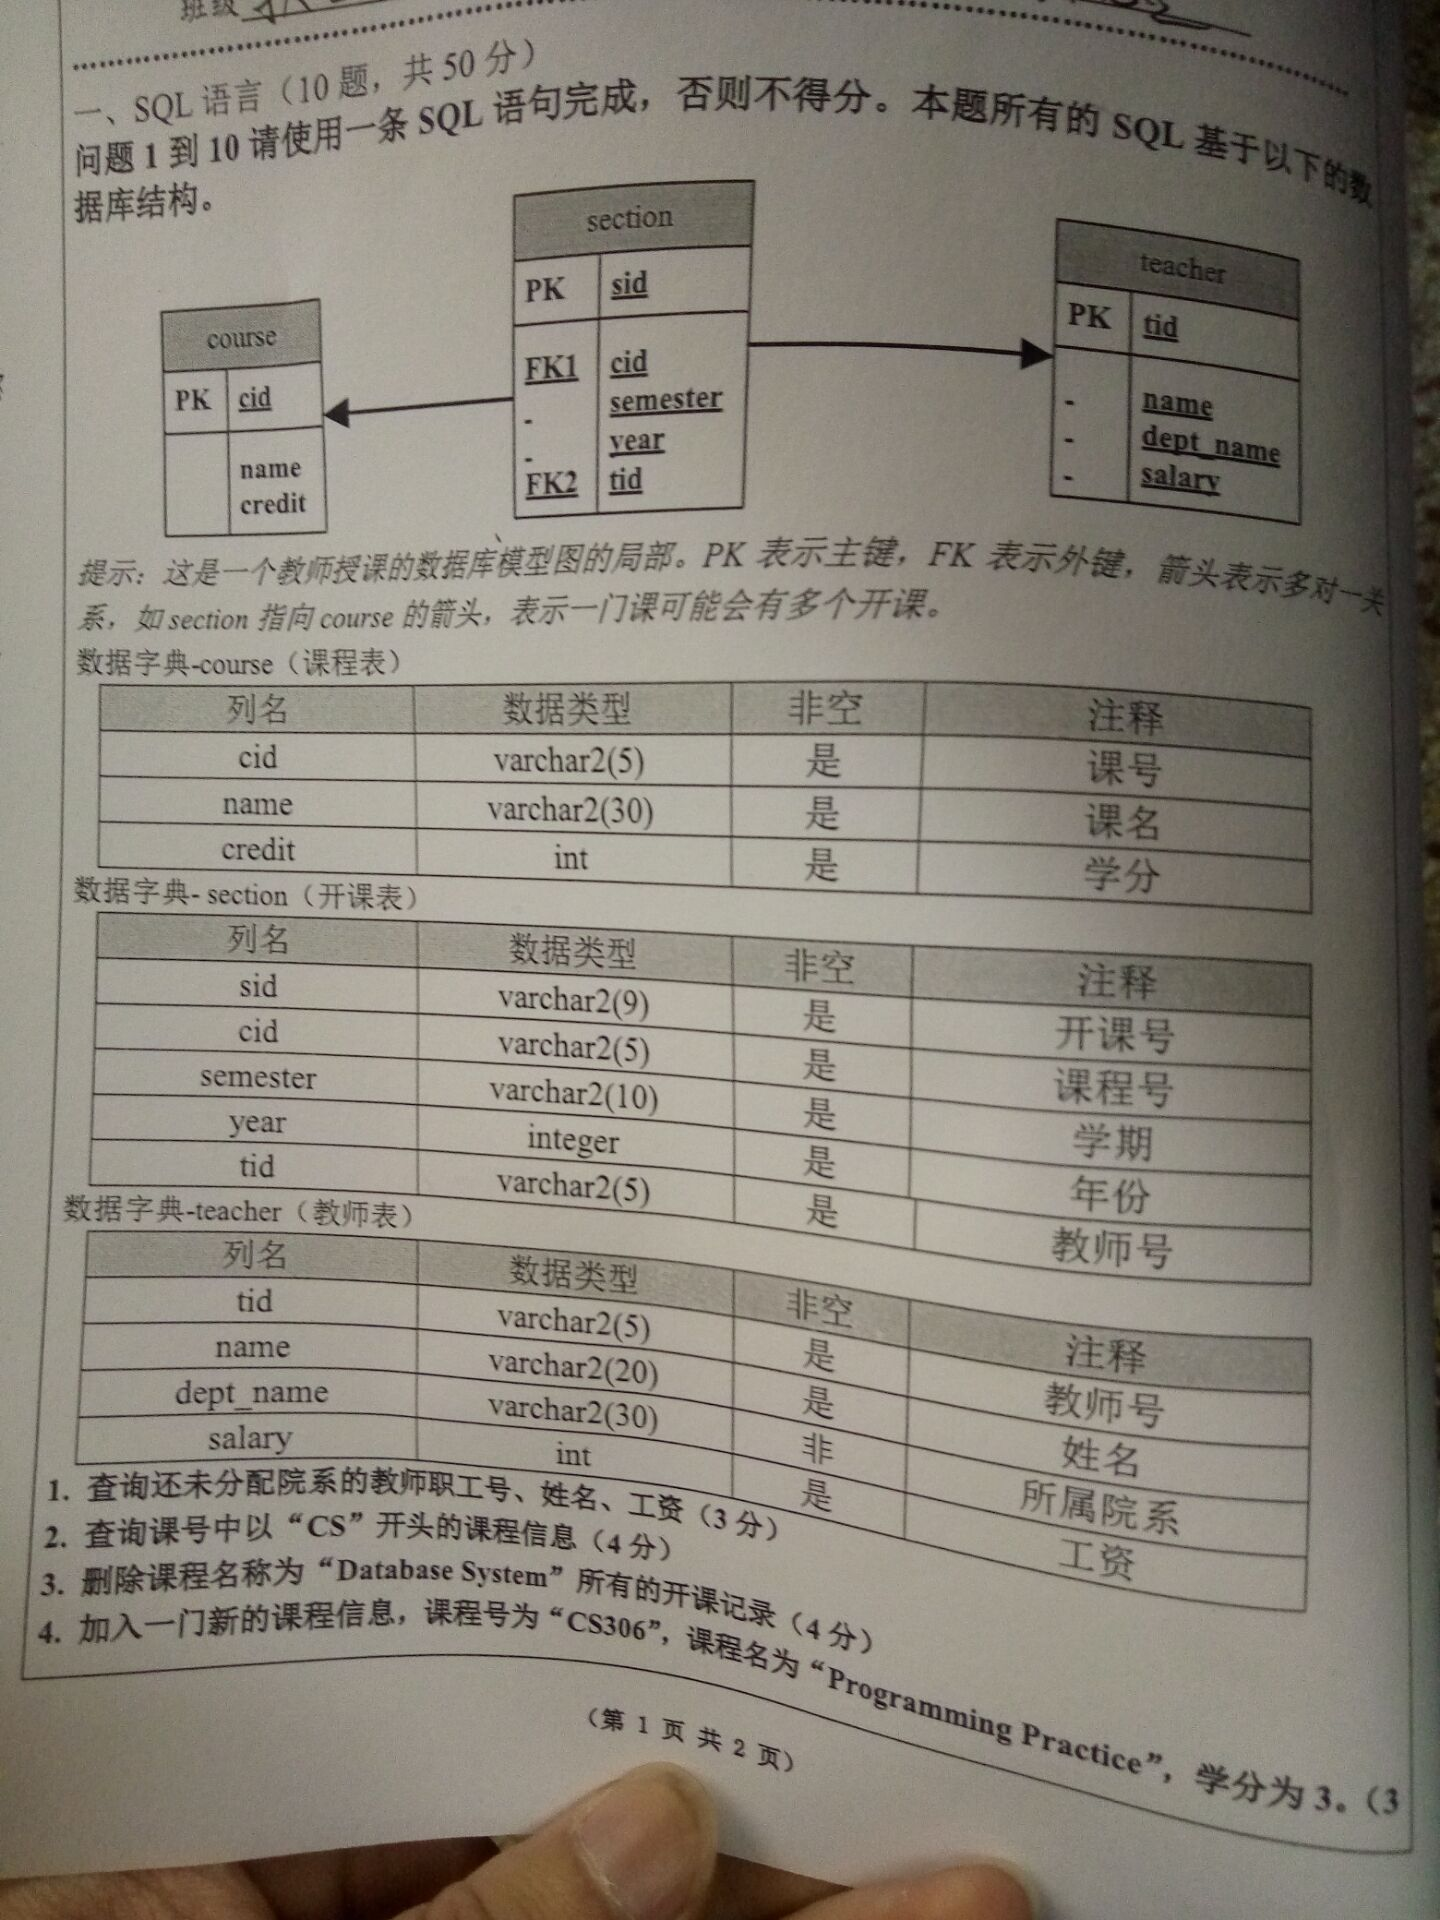 班级
一、SQL 语言（10 题，共 50 分）
问题 1 到 10 请使用一条 SQL 语句完成，否则不得分。本题所有的 SQL 基于以下的数
据库结构。
course
PK cid
name
credit
section
PK sid
FK1 cid
- semester
- year
FK2 tid
teacher
PK tid
- name
- dept_name
- salary
提示：这是一个教师授课的数据库模型图的局部。PK 表示主键，FK 表示外键，箭头表示多对一关
系，如 section 指向 course 的箭头，表示一门课可能会有多个开课。
数据字典-course（课程表）
列名 数据类型 非空 注释
cid varchar2(5) 是 课号
name varchar2(30) 是 课名
credit int 是 学分
数据字典- section（开课表）
列名 数据类型 非空 注释
sid varchar2(9) 是 开课号
cid varchar2(5) 是 课程号
semester varchar2(10) 是 学期
year integer 是 年份
tid varchar2(5) 是 教师号
数据字典-teacher（教师表）
列名 数据类型 非空 注释
tid varchar2(5) 是 教师号
name varchar2(20) 是 姓名
dept_name varchar2(30) 非 所属院系
salary int 是 工资
1. 查询还未分配院系的教师职工号、姓名、工资（3 分）
2. 查询课号中以“CS”开头的课程信息（4 分）
3. 删除课程名称为“Database System”所有的开课记录（4 分）
4. 加入一门新的课程信息，课程号为“CS306”，课程名为“Programming Practice”，学分为 3。（3
（第 1 页 共 2 页）